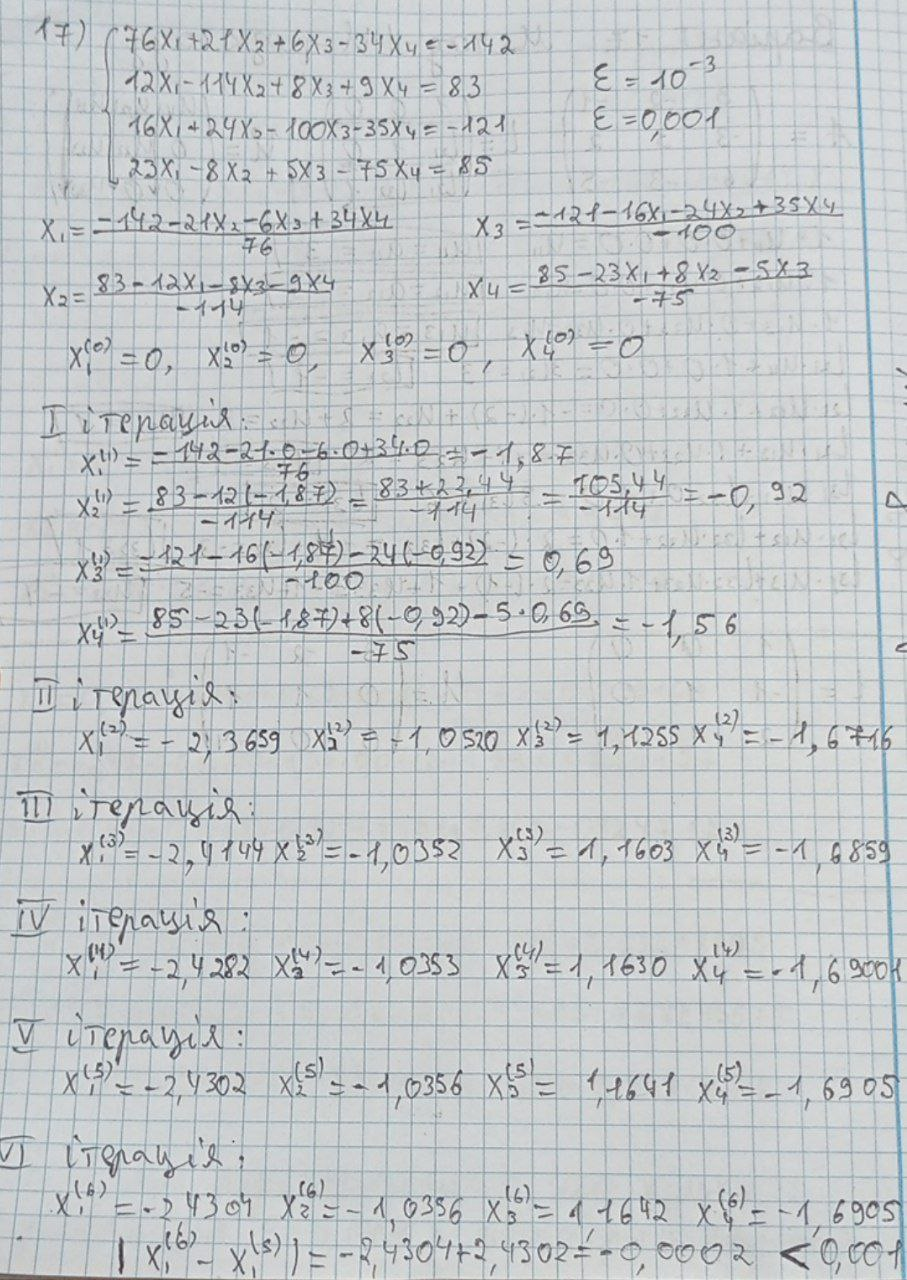 17) { 76x₁+21x₂+6x₃-34x₄=-142
12x₁-114x₂+8x₃+9x₄=83 ε=10⁻³
16x₁+24x₂-100x₃-35x₄=-121 ε=0,001
23x₁-8x₂+5x₃-75x₄=85
x₁=(-142-21x₂-6x₃+34x₄)/76 x₃=(-121-16x₁-24x₂+35x₄)/-100
x₂=(83-12x₁-8x₃-9x₄)/-114 x₄=(85-23x₁+8x₂-5x₃)/-75
x₁⁽⁰⁾=0, x₂⁽⁰⁾=0, x₃⁽⁰⁾=0, x₄⁽⁰⁾=0
I ітерація:
x₁⁽¹⁾=(-142-21·0-6·0+34·0)/76=-1,87
x₂⁽¹⁾=(83-12(-1,87))/-114=(83+22,44)/-114=105,44/-114=-0,92
x₃⁽¹⁾=(-121-16(-1,87)-24(-0,92))/-100=0,69
x₄⁽¹⁾=(85-23(-1,87)+8(-0,92)-5·0,69)/-75=-1,56
II ітерація:
x₁⁽²⁾=-2,3659 x₂⁽²⁾=-1,0520 x₃⁽²⁾=1,1255 x₄⁽²⁾=-1,6716
III ітерація:
x₁⁽³⁾=-2,4144 x₂⁽³⁾=-1,0352 x₃⁽³⁾=1,1603 x₄⁽³⁾=-1,6859
IV ітерація:
x₁⁽⁴⁾=-2,4282 x₂⁽⁴⁾=-1,0353 x₃⁽⁴⁾=1,1630 x₄⁽⁴⁾=-1,69001
V ітерація:
x₁⁽⁵⁾=-2,4302 x₂⁽⁵⁾=-1,0356 x₃⁽⁵⁾=1,1641 x₄⁽⁵⁾=-1,6905
VI ітерація:
x₁⁽⁶⁾=-2,4304 x₂⁽⁶⁾=-1,0356 x₃⁽⁶⁾=1,1642 x₄⁽⁶⁾=-1,6905
|x₁⁽⁶⁾-x₁⁽⁵⁾|=-2,4304+2,4302=-0,0002<0,001